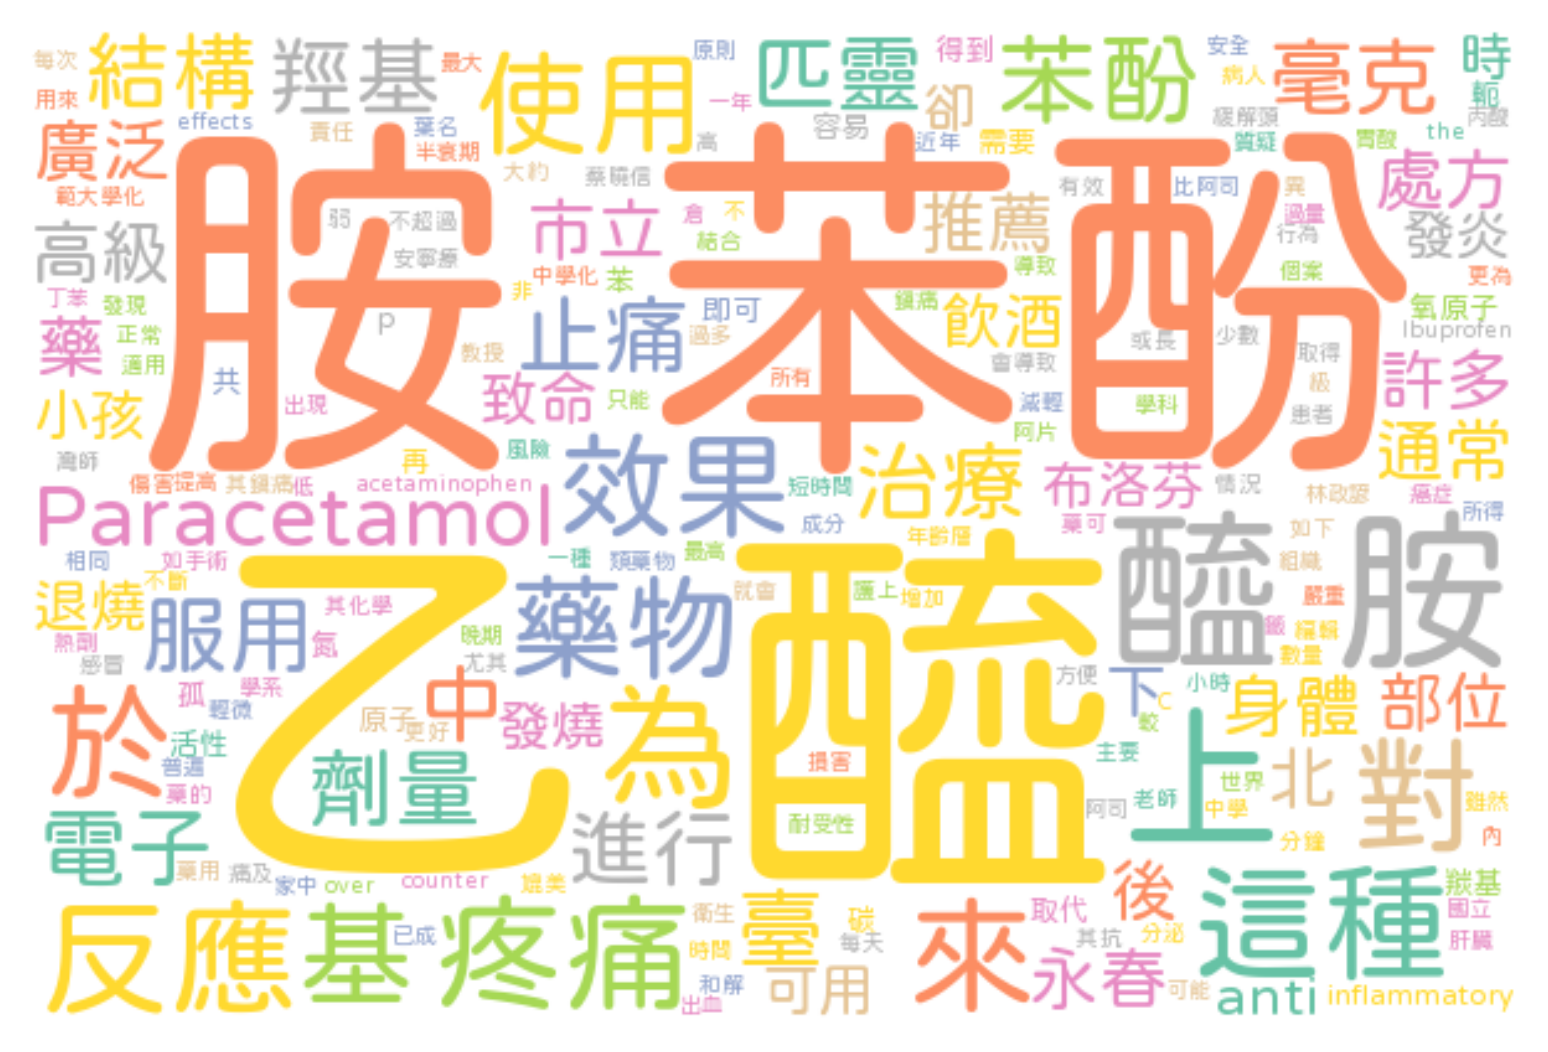 每次 結構 羥基 最大 使用 原則 匹靈 得到 苯酚 安全 毫克 時
用來 effects 一年 卻 病人 軛
廣泛 責任 葉名 半衰期 高 容易 近年 需要 緩解頭 質疑 胃酸 the 丙酸
範大學化 大約 蔡曉信 有效 比阿司 異 處方
胺 苯 酚
高級 弱 不超過 市立 倉 不 推薦 過量 行為 發炎
安寧療 結合 中學化 苯 導致 個案 更為
丁苯 發現 非 鎮痛 氧原子
藥 正常 p 止痛 即可 過多 飲酒 或長 少數 Ibuprofen
適用 共 教授 會導致 取得 許多
小孩 出現 致命 只能 所有 減輕 學科 級 患者
灣師 再 風險 效果 阿片 通常
傷害 提高 其鎮痛 低 acetaminophen 短時間 治療 布洛芬 情況 林政諺 癌症
Paracetamol 成分 藥可 所得
相同 如手術 一種 類藥物 最高 年齡層 醯 胺 如下
乙 醯
退燒 不斷 服用 其化學 藥物 就會 護上 增加 組織 嚴重
熱劑 感冒 氮 晚期 尤其 編輯 數量
於 孤 學系 輕微 中 發燒 為 方便 下 C 小時 身體 部位
活性 原子 更好 主要 上
普遍 藥的 劑量 損害 世界 北 對
電子 耐受性 阿司 老師 中學 雖然
藥用 痛及 進行 分鐘 內
家中 over counter 媲美 後 這種 羰基
反應 基 疼痛 衛生 臺 碳 來 取代 國立
已成 時間 每天 其抗 分泌 肝臟
和解 可用 永春 可能 anti inflammatory
出血